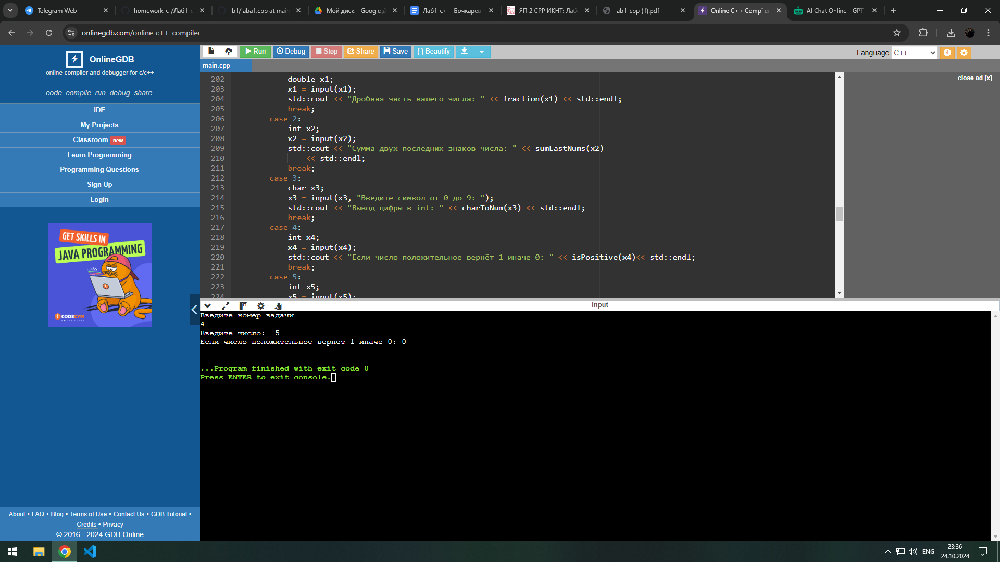 Telegram Web
homework_c-/Лаб1_c
lb1/laba1.cpp at main
Мой диск – Google Д
Лаб1_c++_Бочкарев
ЯП 2 СРР ИКНТ: Лаб
lab1_cpp (1).pdf
Online C++ Compiler
AI Chat Online - GPT
onlinegdb.com/online_c++_compiler
OnlineGDB
online compiler and debugger for c/c++
code. compile. run. debug. share.
IDE
My Projects
Classroom new
Learn Programming
Programming Questions
Sign Up
Login
GET SKILLS IN
JAVA PROGRAMMING
CODEGYM
UNIVERSITY
About • FAQ • Blog • Terms of Use • Contact Us • GDB Tutorial •
Credits • Privacy
© 2016 - 2024 GDB Online
Run Debug Stop Share Save { } Beautify
Language C++
main.cpp
close ad [x]
202 double x1;
203 x1 = input(x1);
204 std::cout << "Дробная часть вашего числа: " << fraction(x1) << std::endl;
205 break;
206 case 2:
207 int x2;
208 x2 = input(x2);
209 std::cout << "Сумма двух последних знаков числа: " << sumLastNums(x2)
210 << std::endl;
211 break;
212 case 3:
213 char x3;
214 x3 = input(x3, "Введите символ от 0 до 9: ");
215 std::cout << "Вывод цифры в int: " << charToNum(x3) << std::endl;
216 break;
217 case 4:
218 int x4;
219 x4 = input(x4);
220 std::cout << "Если число положительное вернёт 1 иначе 0: " << isPositive(x4)<< std::endl;
221 break;
222 case 5:
223 int x5;
224 x5 = input(x5);
input
Введите номер задачи
4
Введите число: -5
Если число положительное вернёт 1 иначе 0: 0
...Program finished with exit code 0
Press ENTER to exit console.
ENG
23:36
24.10.2024